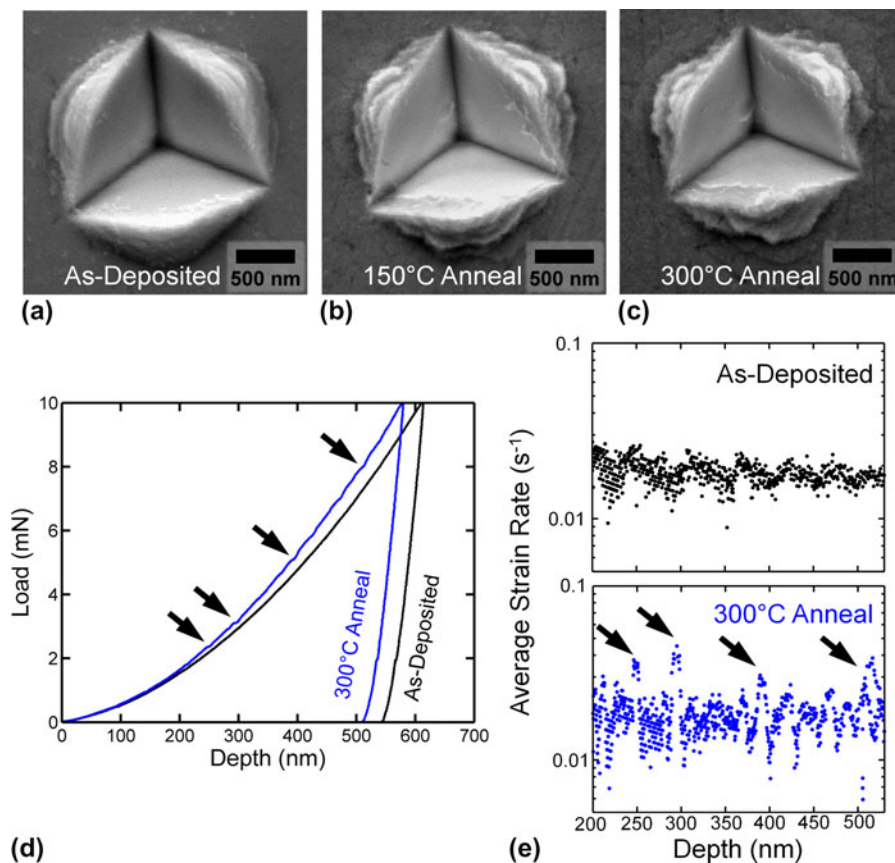 As-Deposited
500 nm
(a)
150°C Anneal
500 nm
(b)
300°C Anneal
500 nm
(c)
Load (mN)
10
8
6
4
2
0
0 100 200 300 400 500 600 700
Depth (nm)
300°C Anneal
As-Deposited
(d)
Average Strain Rate (s⁻¹)
0.1
0.01
As-Deposited
0.1
0.01
300°C Anneal
200 250 300 350 400 450 500
Depth (nm)
(e)